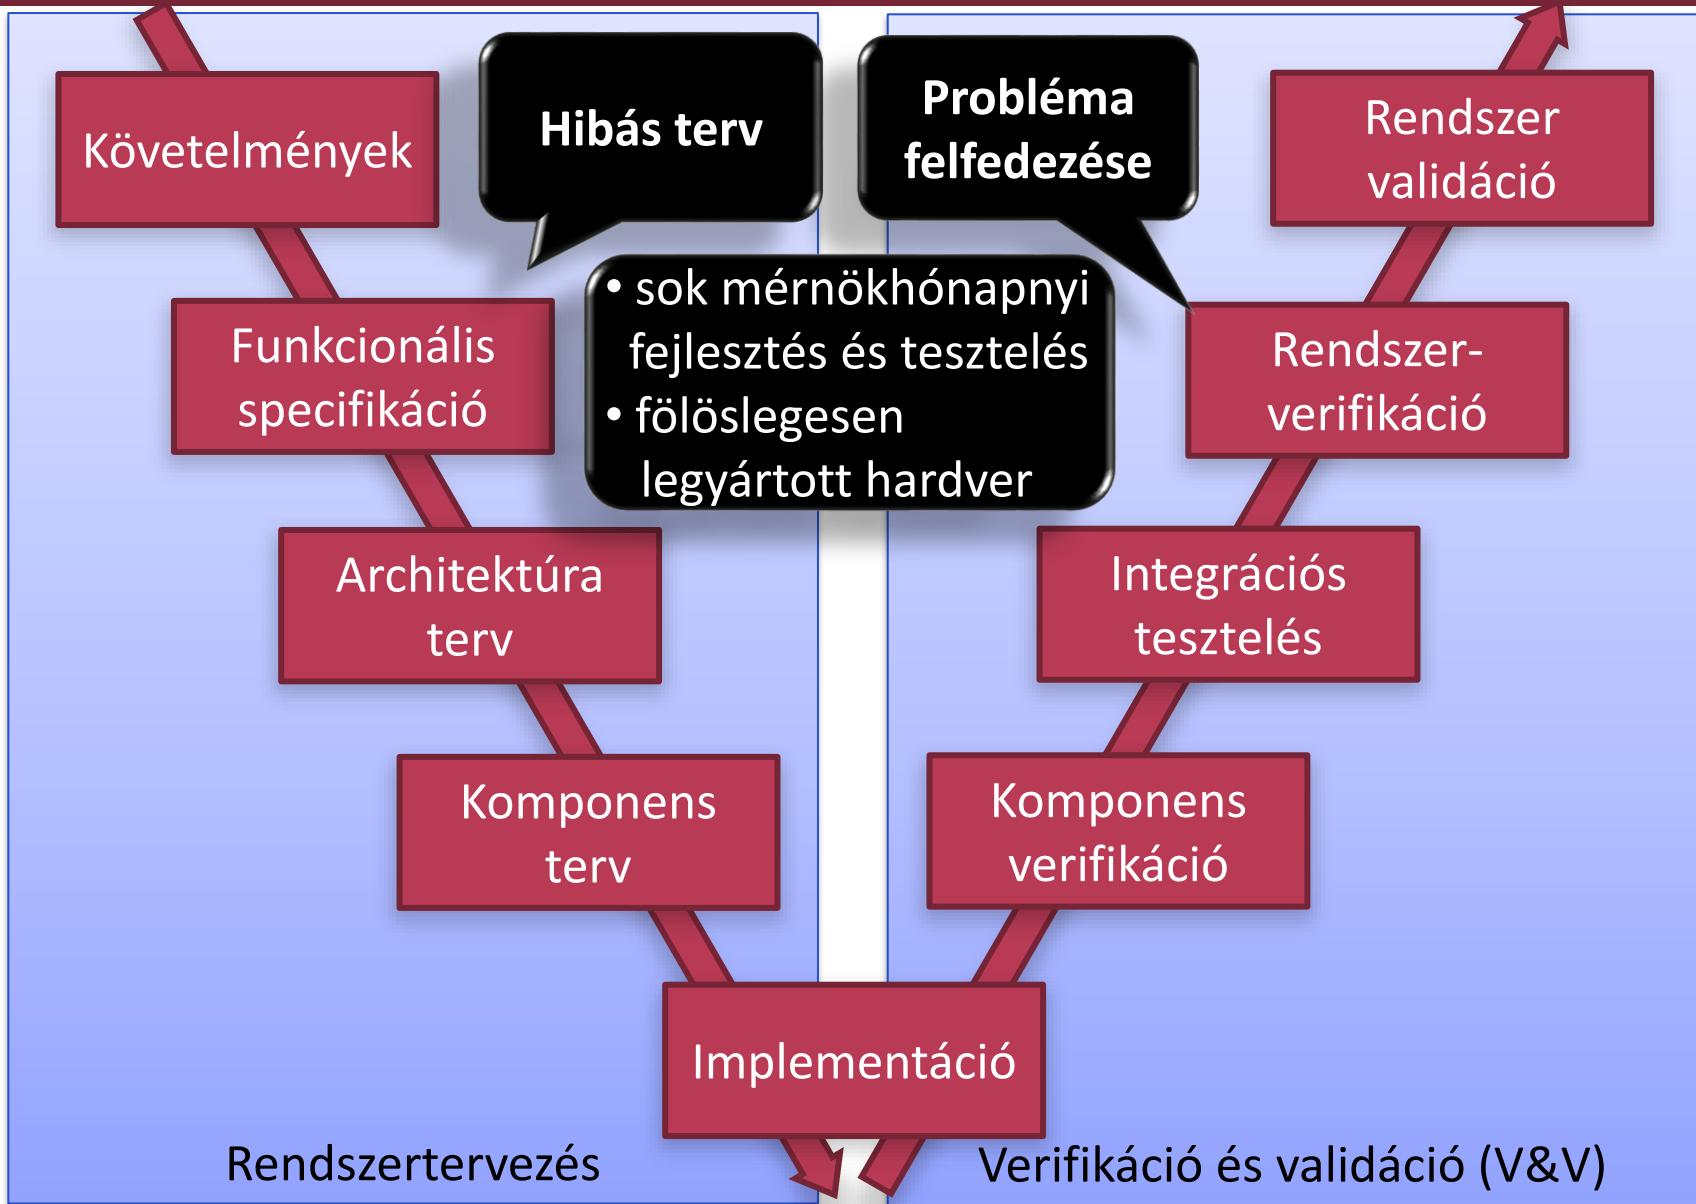 Követelmények
Hibás terv
Probléma
felfedezése
Rendszer
validáció
Funkcionális
specifikáció
• sok mérnökhónapnyi
fejlesztés és tesztelés
• fölöslegesen
legyártott hardver
Rendszer-
verifikáció
Architektúra
terv
Integrációs
tesztelés
Komponens
terv
Komponens
verifikáció
Implementáció
Rendszertervezés
Verifikáció és validáció (V&V)